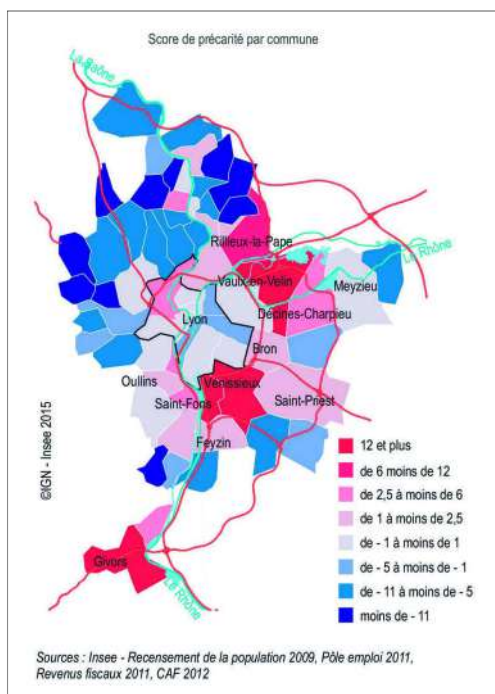 Score de précarité par commune
La Saône
Rillieux-la-Pape
Le Rhône
Vaulx-en-Velin
Meyzieu
Décines-Charpieu
Lyon
Bron
Oullins
Vénissieux
Saint-Fons
Saint-Priest
Feyzin
©IGN - Insee 2015
12 et plus
de 6 moins de 12
de 2,5 à moins de 6
de 1 à moins de 2,5
de - 1 à moins de 1
de - 5 à moins de - 1
de - 11 à moins de - 5
moins de - 11
Givors
Le Rhône
Sources : Insee - Recensement de la population 2009, Pôle emploi 2011,
Revenus fiscaux 2011, CAF 2012